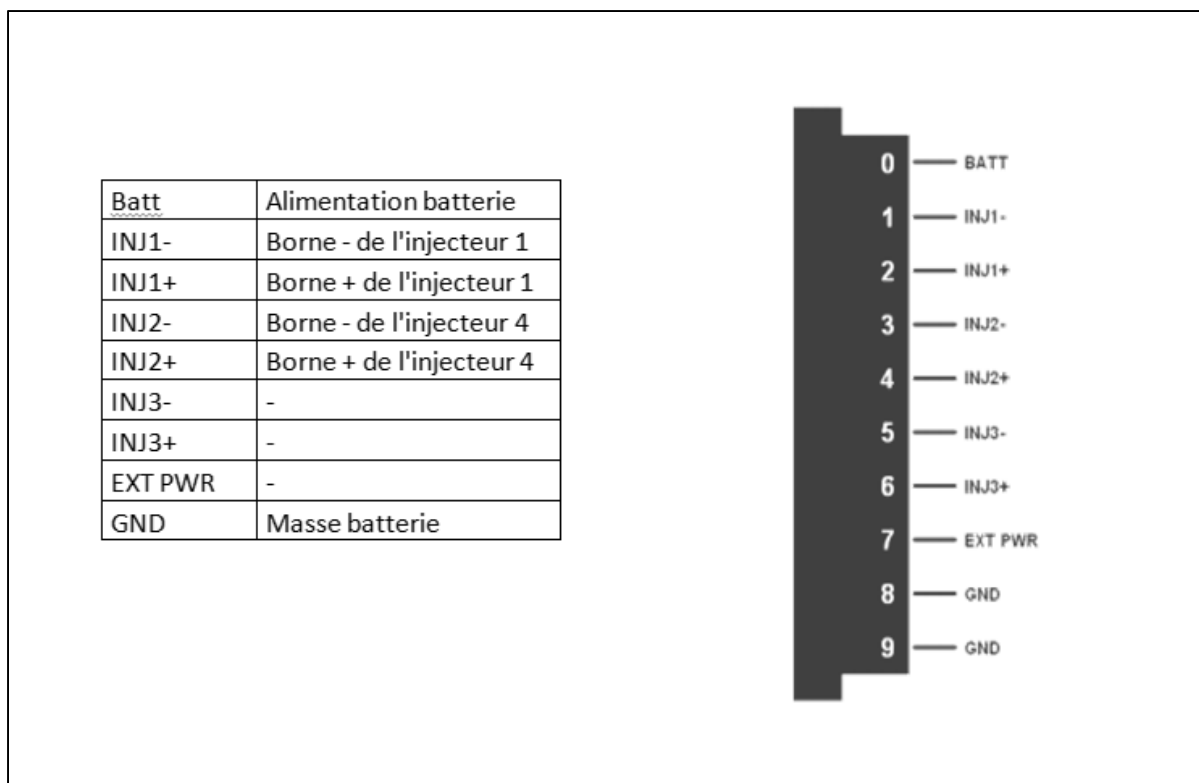 Batt Alimentation batterie
INJ1- Borne - de l'injecteur 1
INJ1+ Borne + de l'injecteur 1
INJ2- Borne - de l'injecteur 4
INJ2+ Borne + de l'injecteur 4
INJ3- -
INJ3+ -
EXT PWR -
GND Masse batterie
0 BATT
1 INJ1-
2 INJ1+
3 INJ2-
4 INJ2+
5 INJ3-
6 INJ3+
7 EXT PWR
8 GND
9 GND